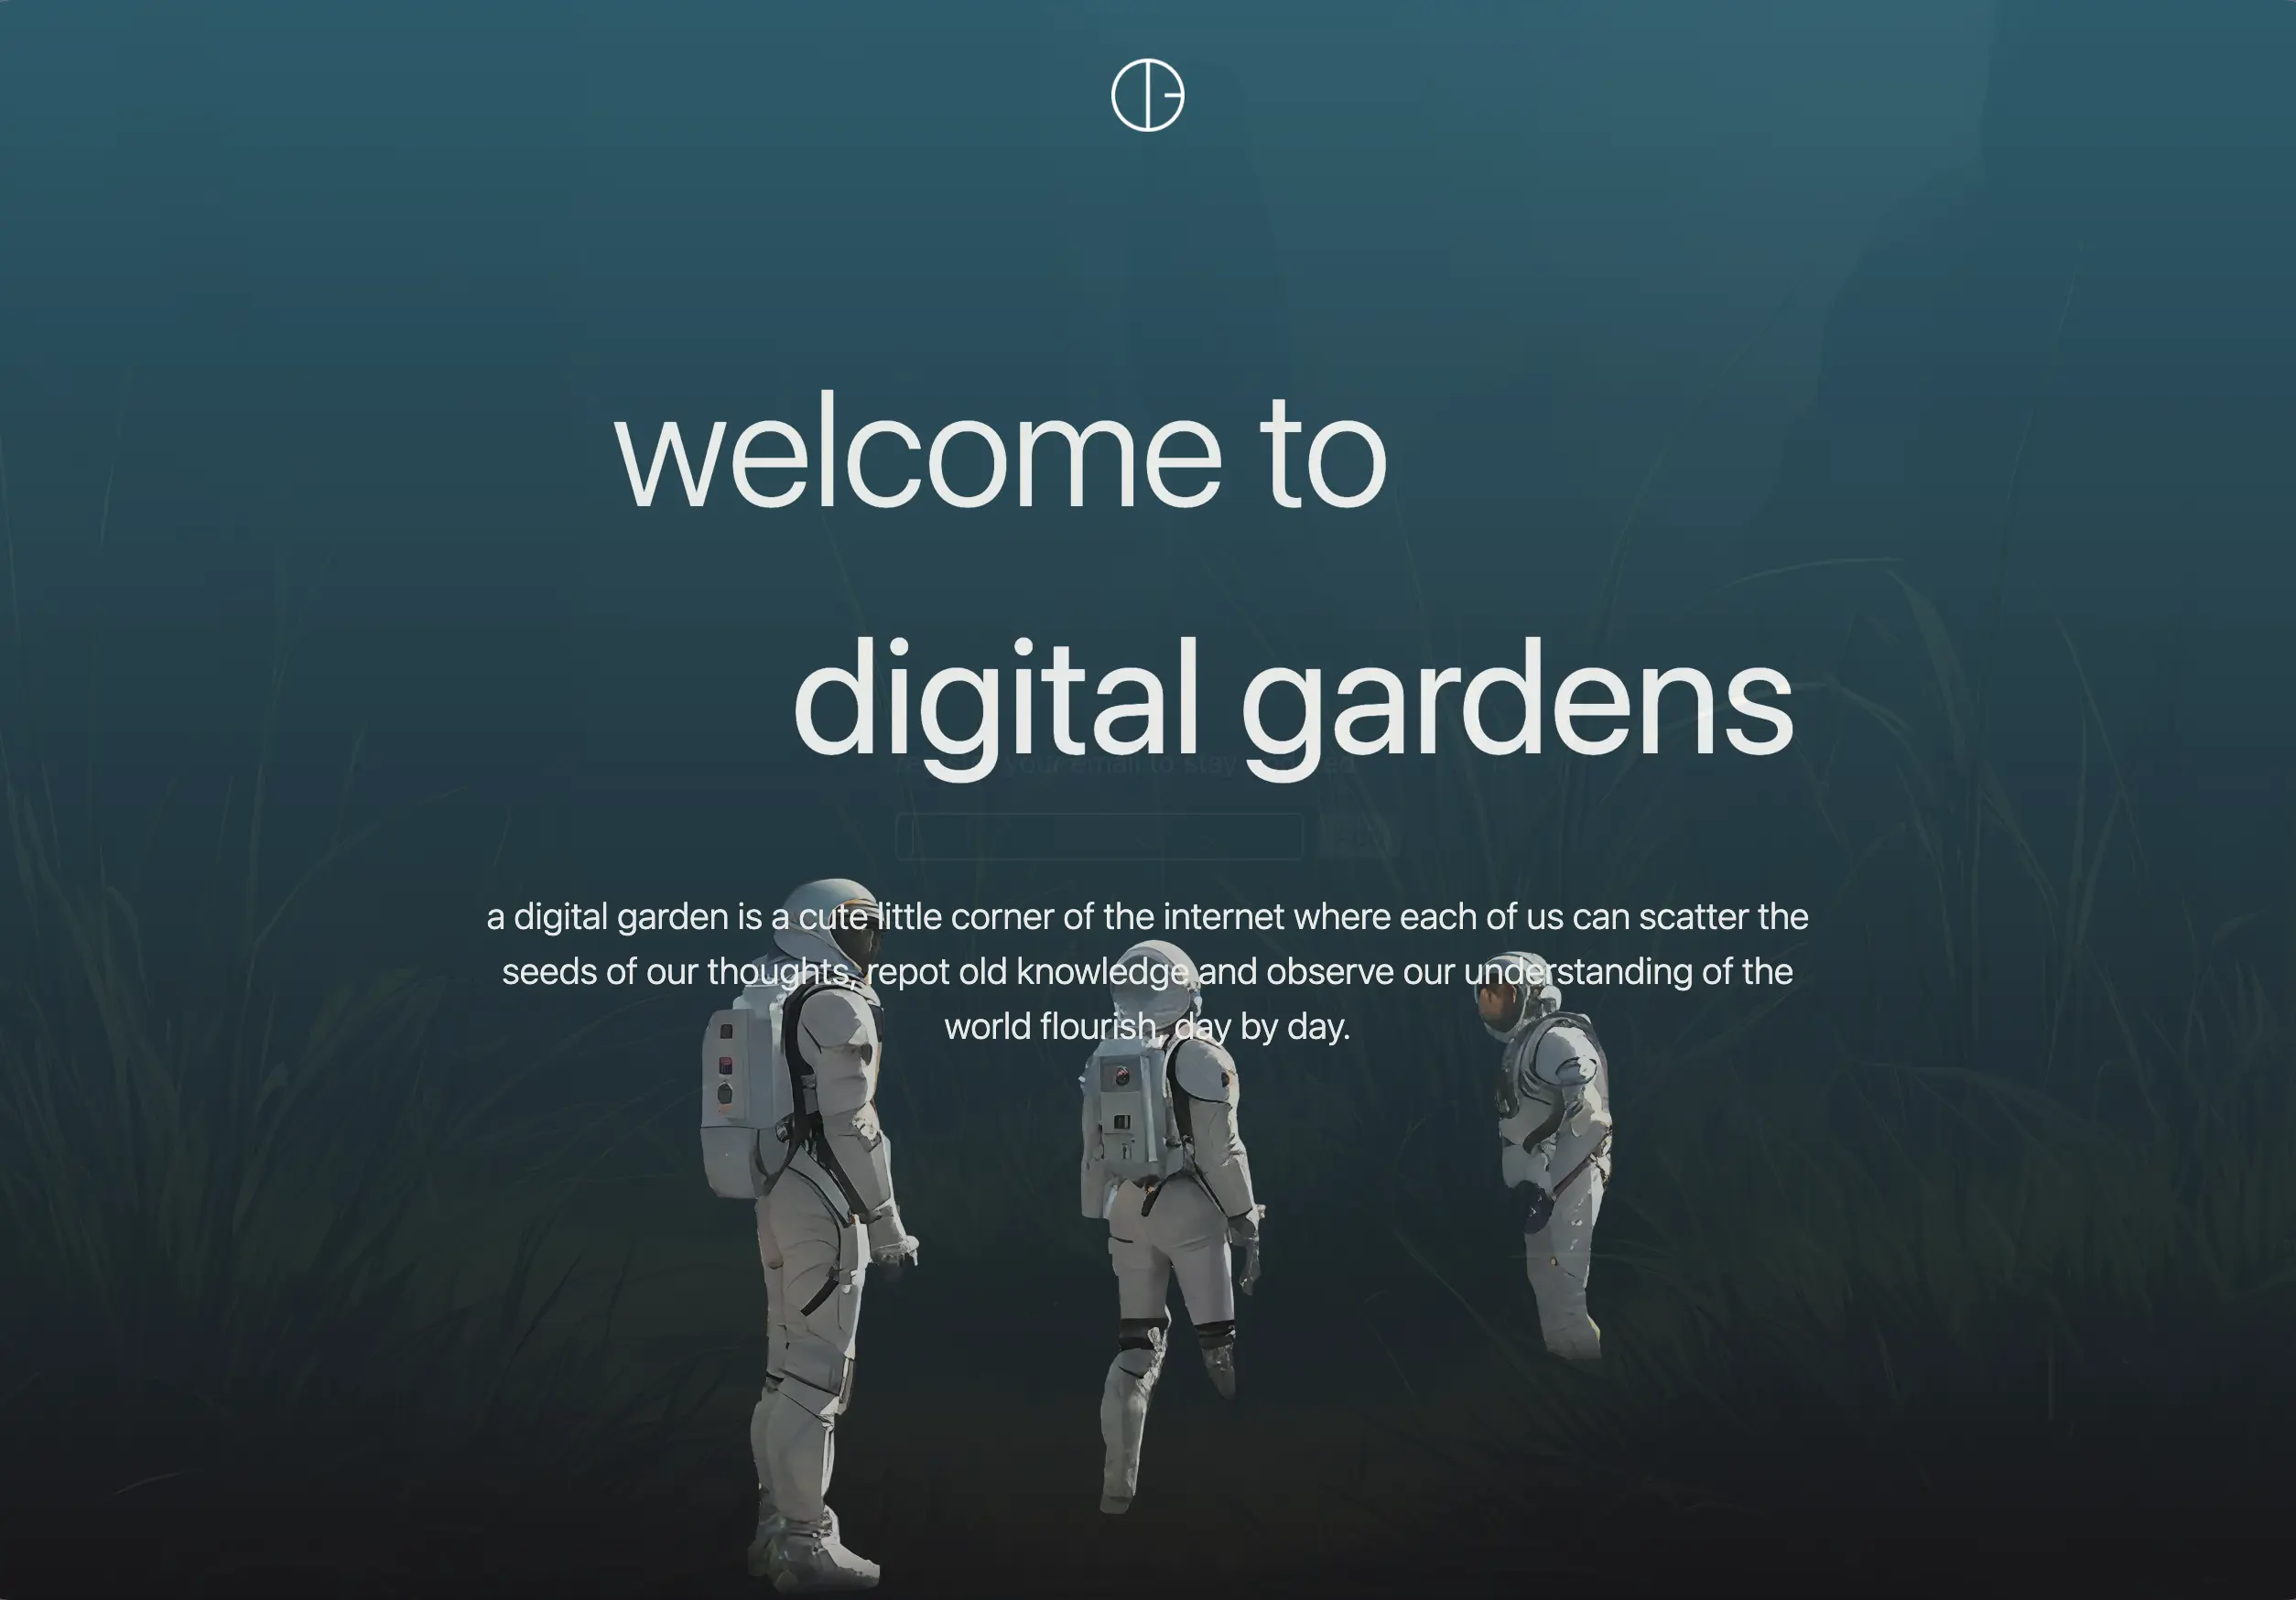 welcome to
digital gardens
your email to stay
a digital garden is a cute little corner of the internet where each of us can scatter the
seeds of our thoughts, repot old knowledge and observe our understanding of the
world flourish, day by day.